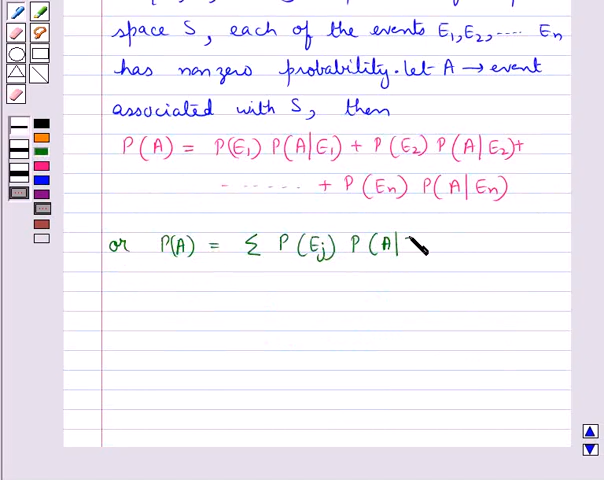 space S, each of the events E1, E2, ---- En
has nonzero probability. let A → event
associated with S, then
P(A) = P(E1) P(A|E1) + P(E2) P(A|E2)+
- ...... + P(En) P(A|En)
or P(A) = Σ P(Ej) P(A|